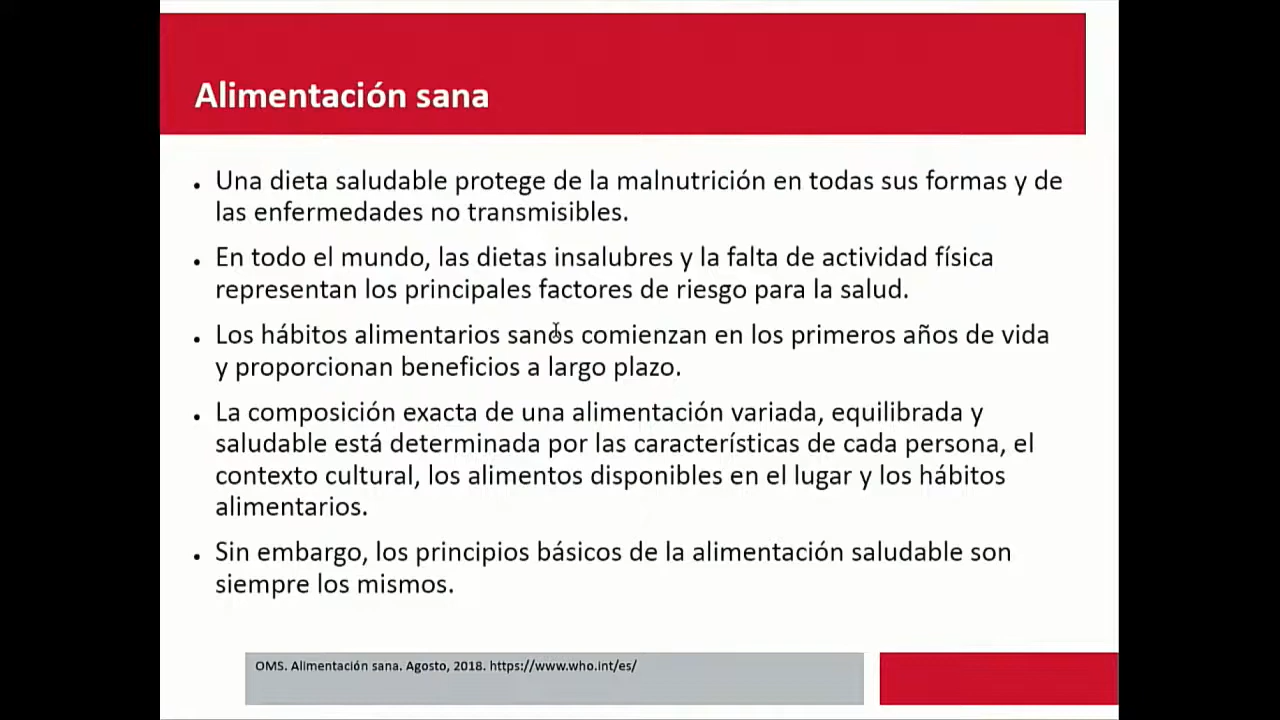 Alimentación sana
• Una dieta saludable protege de la malnutrición en todas sus formas y de
las enfermedades no transmisibles.
• En todo el mundo, las dietas insalubres y la falta de actividad física
representan los principales factores de riesgo para la salud.
• Los hábitos alimentarios sanos comienzan en los primeros años de vida
y proporcionan beneficios a largo plazo.
• La composición exacta de una alimentación variada, equilibrada y
saludable está determinada por las características de cada persona, el
contexto cultural, los alimentos disponibles en el lugar y los hábitos
alimentarios.
• Sin embargo, los principios básicos de la alimentación saludable son
siempre los mismos.
OMS. Alimentación sana. Agosto, 2018. https://www.who.int/es/